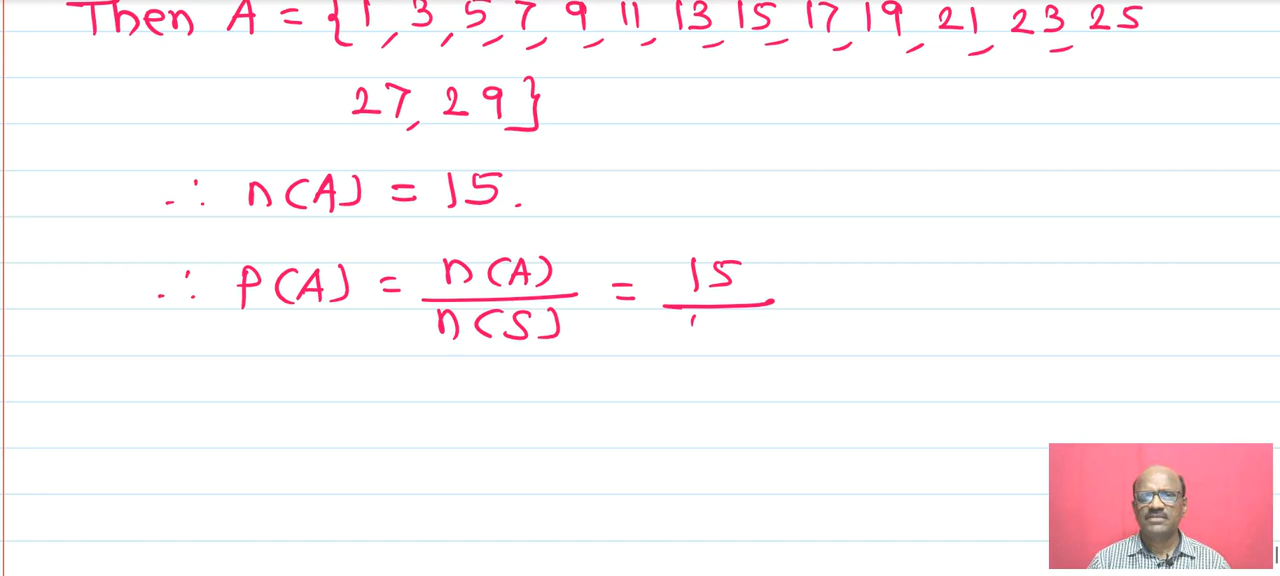 Then A = {1, 3, 5, 7, 9, 11, 13, 15, 17, 19, 21, 23, 25
27, 29}
∴ n(A) = 15.
∴ P(A) = n(A)/n(S) = 15/